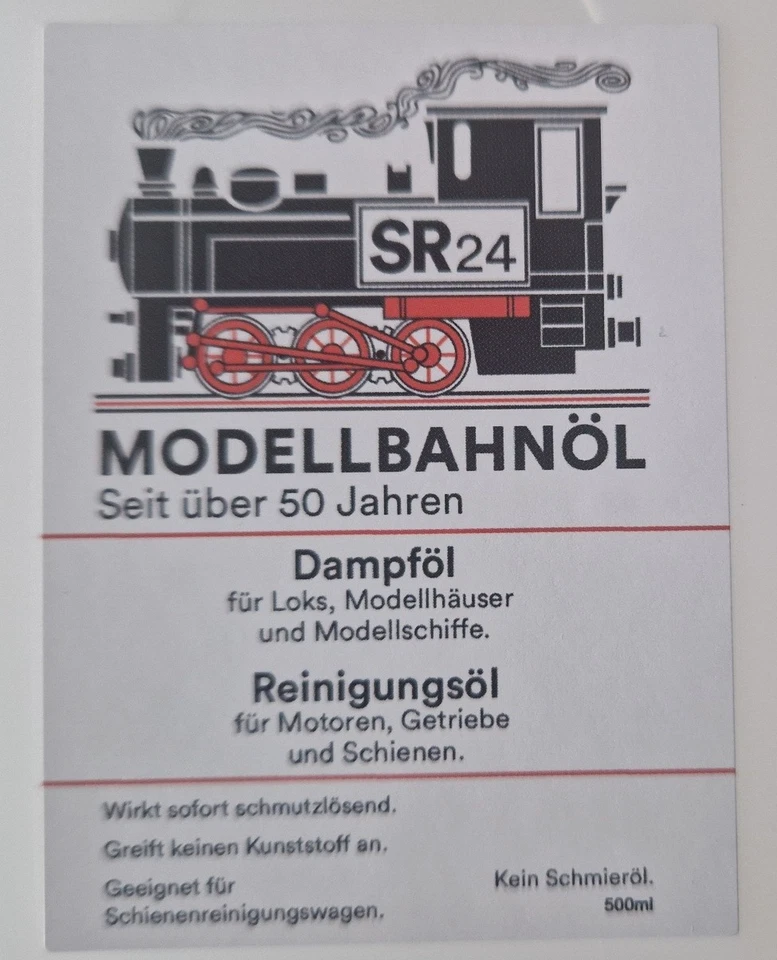 SR24
MODELLBAHNÖL
Seit über 50 Jahren
Dampföl
für Loks, Modellhäuser
und Modellschiffe.
Reinigungsöl
für Motoren, Getriebe
und Schienen.
Wirkt sofort schmutzlösend.
Greift keinen Kunststoff an.
Geeignet für
Schienenreinigungswagen.
Kein Schmieröl.
500ml